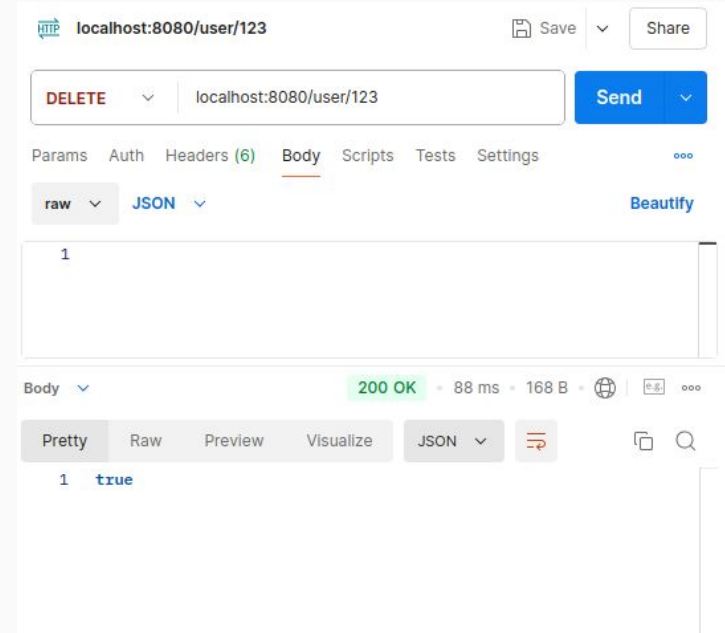 HTTP localhost:8080/user/123 Save Share
DELETE localhost:8080/user/123 Send
Params Auth Headers (6) Body Scripts Tests Settings
raw JSON Beautify
1
Body 200 OK 88 ms 168 B e.g.
Pretty Raw Preview Visualize JSON
1 true